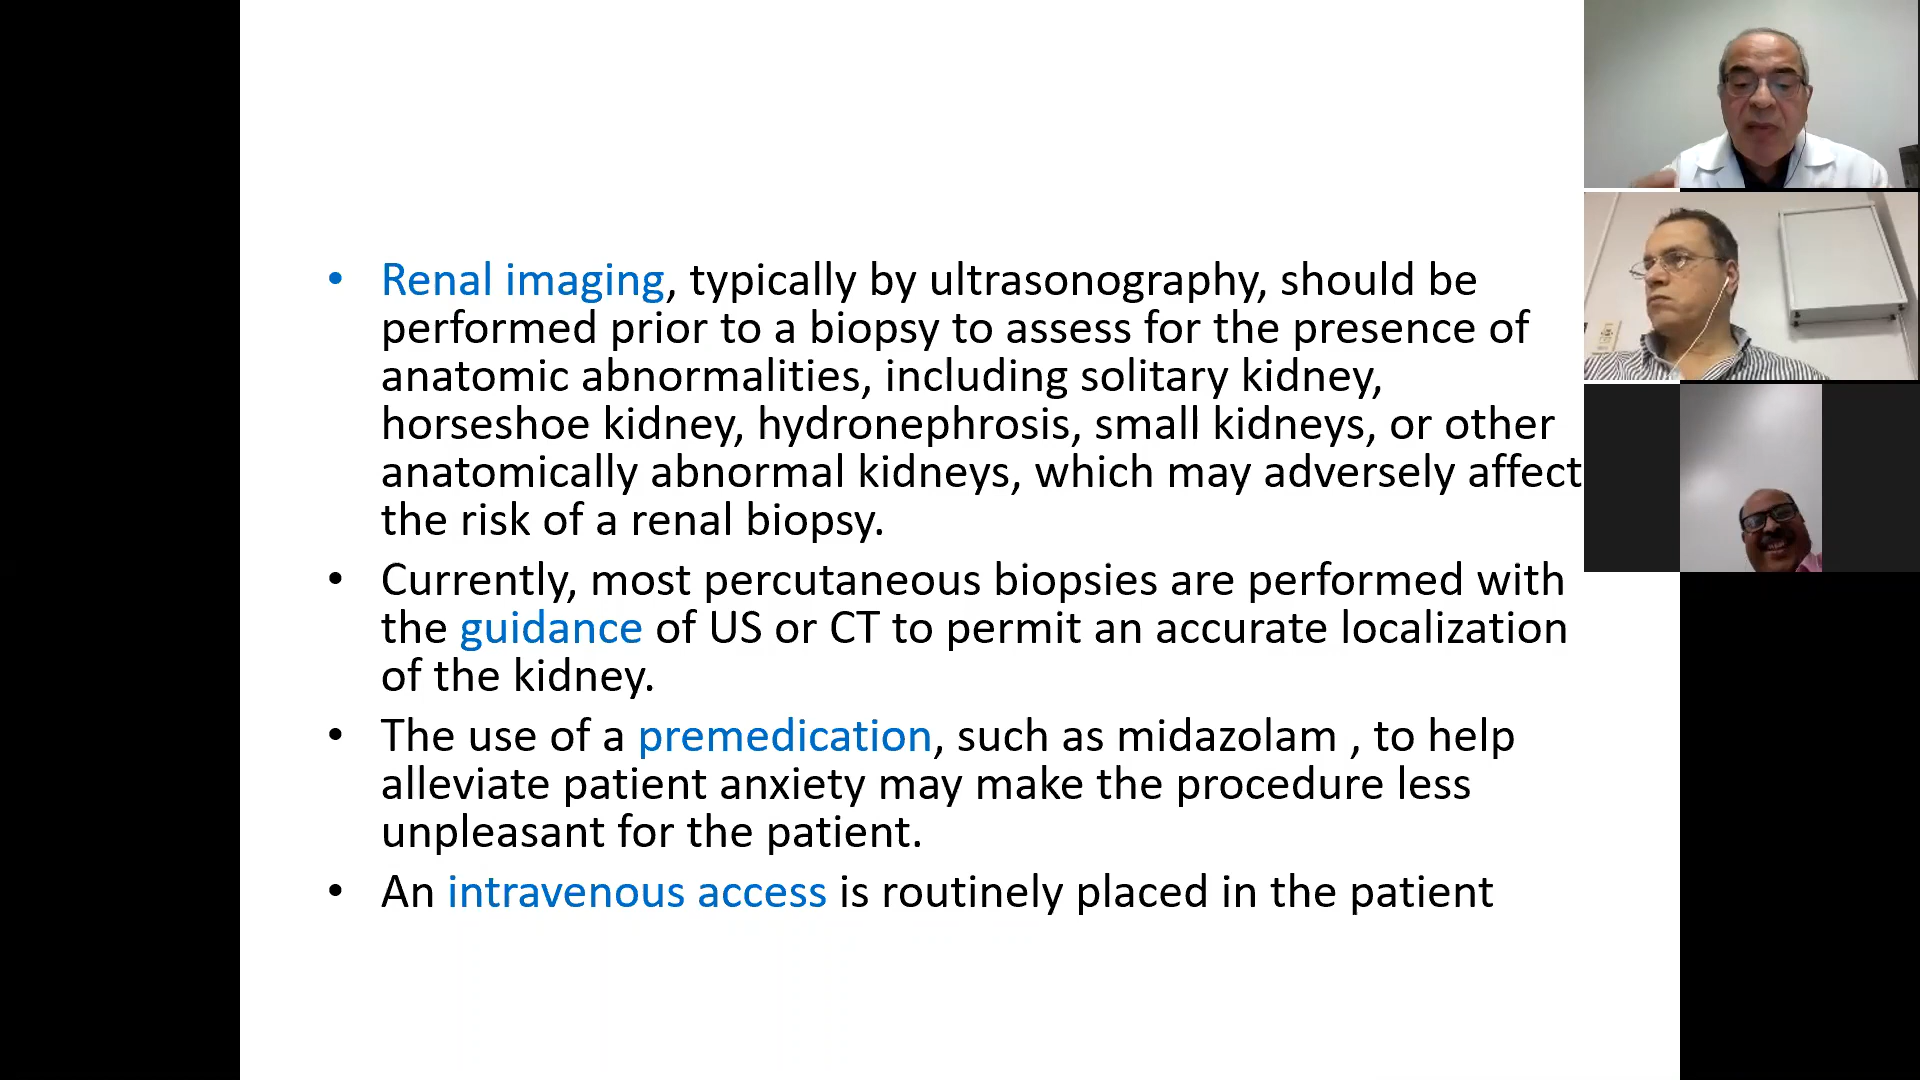 • Renal imaging, typically by ultrasonography, should be
performed prior to a biopsy to assess for the presence of
anatomic abnormalities, including solitary kidney,
horseshoe kidney, hydronephrosis, small kidneys, or other
anatomically abnormal kidneys, which may adversely affect
the risk of a renal biopsy.
• Currently, most percutaneous biopsies are performed with
the guidance of US or CT to permit an accurate localization
of the kidney.
• The use of a premedication, such as midazolam , to help
alleviate patient anxiety may make the procedure less
unpleasant for the patient.
• An intravenous access is routinely placed in the patient